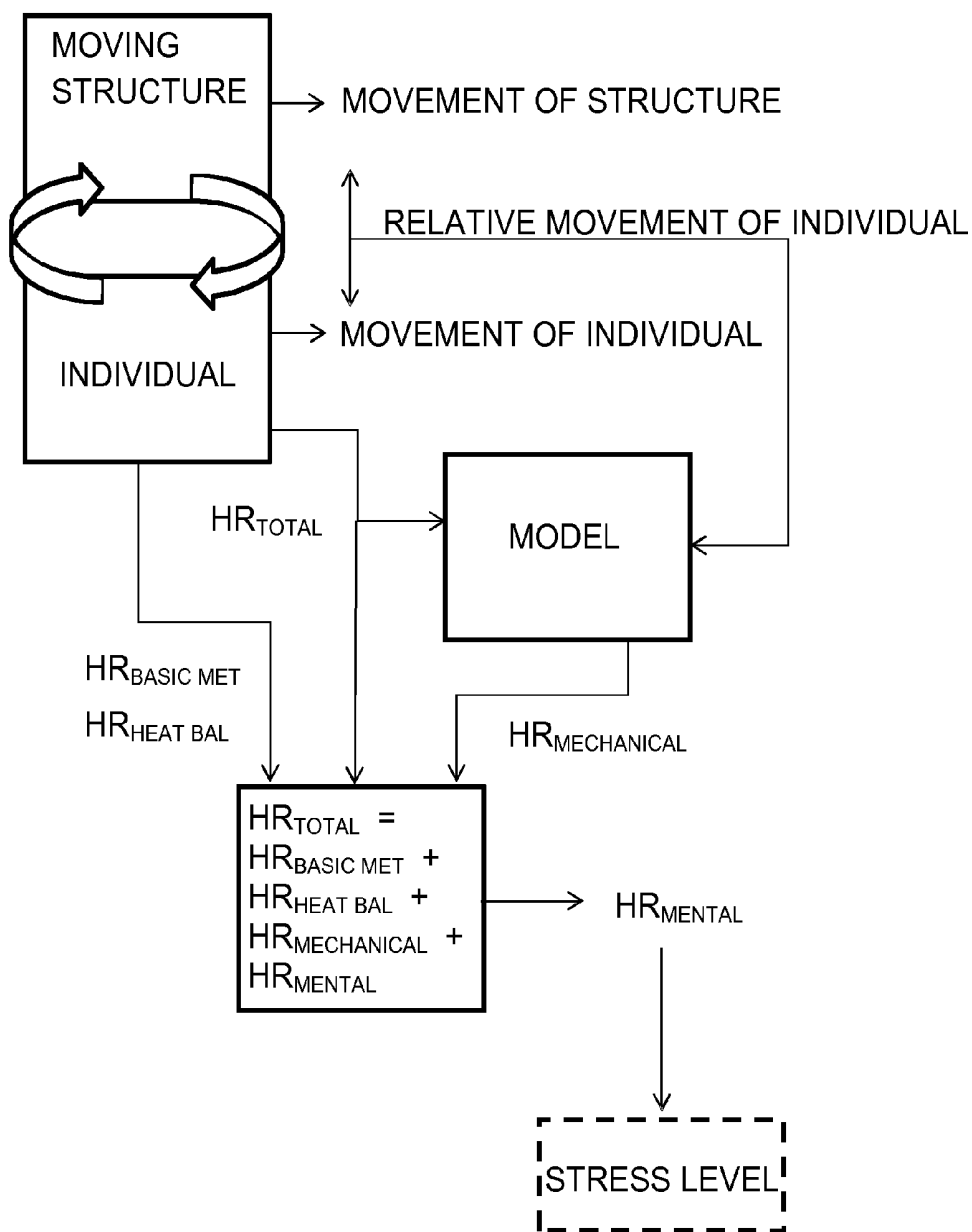 MOVING
STRUCTURE
MOVEMENT OF STRUCTURE
RELATIVE MOVEMENT OF INDIVIDUAL
MOVEMENT OF INDIVIDUAL
INDIVIDUAL
HRTOTAL
MODEL
HRBASIC MET
HRHEAT BAL
HRMECHANICAL
HRTOTAL =
HRBASIC MET +
HRHEAT BAL +
HRMECHANICAL +
HRMENTAL
HRMENTAL
STRESS LEVEL